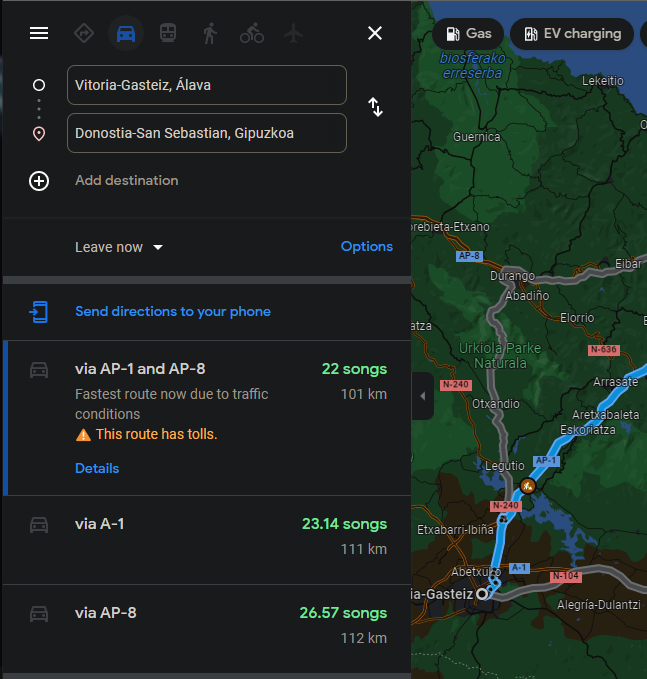 Gas
EV charging
Vitoria-Gasteiz, Álava
Donostia-San Sebastian, Gipuzkoa
Add destination
Leave now
Options
Send directions to your phone
via AP-1 and AP-8
22 songs
Fastest route now due to traffic
conditions
101 km
This route has tolls.
Details
via A-1
23.14 songs
111 km
via AP-8
26.57 songs
112 km
biosferako
erreserba
Lekeitio
Guernica
orebieta-Etxano
AP-8
Durango
Eibar
Abadiño
Elorrio
atza
Urkiola Parke
Naturala
N-636
N-240
Arrasate
Otxandio
Aretxabaleta
Eskoriatza
AP-1
Legutio
N-240
Etxabarri-Ibiña
Abetxuko
A-1
N-104
ia-Gasteiz
Alegría-Dulantzi